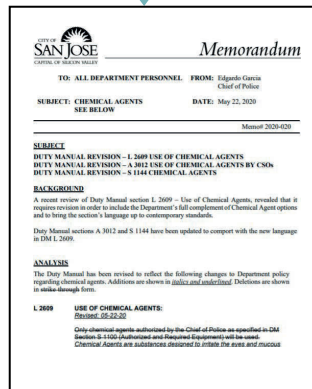 CITY OF
SAN JOSE
CAPITAL OF SILICON VALLEY
Memorandum
TO: ALL DEPARTMENT PERSONNEL FROM: Edgardo Garcia
Chief of Police
SUBJECT: CHEMICAL AGENTS DATE: May 22, 2020
SEE BELOW
Memo# 2020-020
SUBJECT
DUTY MANUAL REVISION – L 2609 USE OF CHEMICAL AGENTS
DUTY MANUAL REVISION – A 3012 USE OF CHEMICAL AGENTS BY CSOs
DUTY MANUAL REVISION – S 1144 CHEMICAL AGENTS
BACKGROUND
A recent review of Duty Manual section L 2609 – Use of Chemical Agents, revealed that it
requires revision in order to include the Department's full complement of Chemical Agent options
and to bring the section's language up to contemporary standards.
Duty Manual sections A 3012 and S 1144 have been updated to comport with the new language
in DM L 2609.
ANALYSIS
The Duty Manual has been revised to reflect the following changes to Department policy
regarding chemical agents. Additions are shown in italics and underlined. Deletions are shown
in strike through form.
L 2609 USE OF CHEMICAL AGENTS:
Revised: 05-22-20
Only chemical agents authorized by the Chief of Police as specified in DM
Section S 1100 (Authorized and Required Equipment) will be used.
Chemical Agents are substances designed to irritate the eyes and mucous